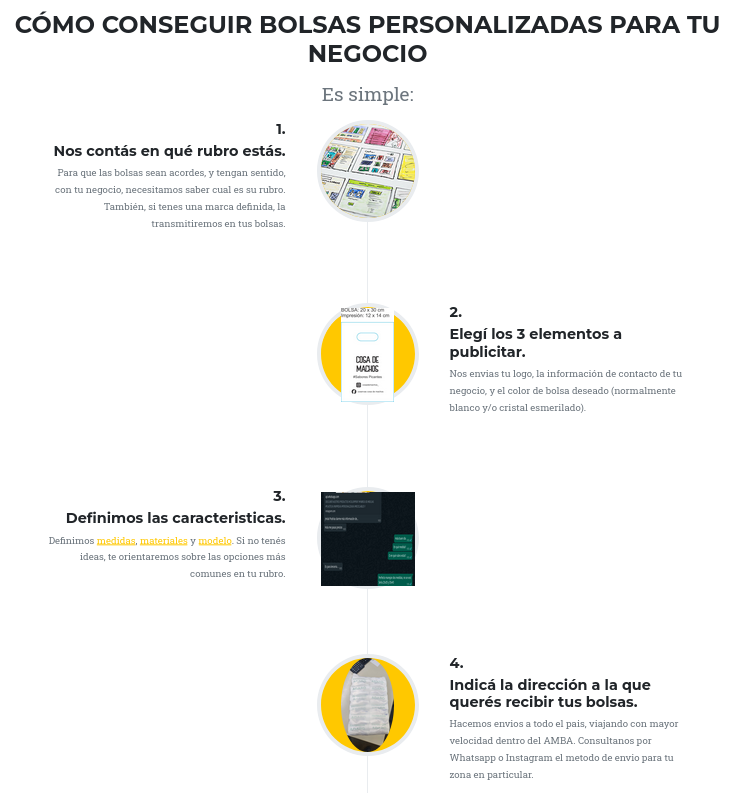 CÓMO CONSEGUIR BOLSAS PERSONALIZADAS PARA TU
NEGOCIO
Es simple:
1.
Nos contás en qué rubro estás.
Para que las bolsas sean acordes, y tengan sentido,
con tu negocio, necesitamos saber cual es su rubro.
También, si tenes una marca definida, la
transmitiremos en tus bolsas.
BOLSA: 20 x 30 cm
Impresión: 12 x 14 cm
COSA DE
MACHOS
2.
Elegí los 3 elementos a
publicitar.
Nos envias tu logo, la información de contacto de tu
negocio, y el color de bolsa deseado (normalmente
blanco y/o cristal esmerilado).
3.
Definimos las caracteristicas.
Definimos medidas, materiales y modelo. Si no tenés
ideas, te orientaremos sobre las opciones más
comunes en tu rubro.
4.
Indicá la dirección a la que
querés recibir tus bolsas.
Hacemos envios a todo el pais, viajando con mayor
velocidad dentro del AMBA. Consultanos por
Whatsapp o Instagram el metodo de envio para tu
zona en particular.